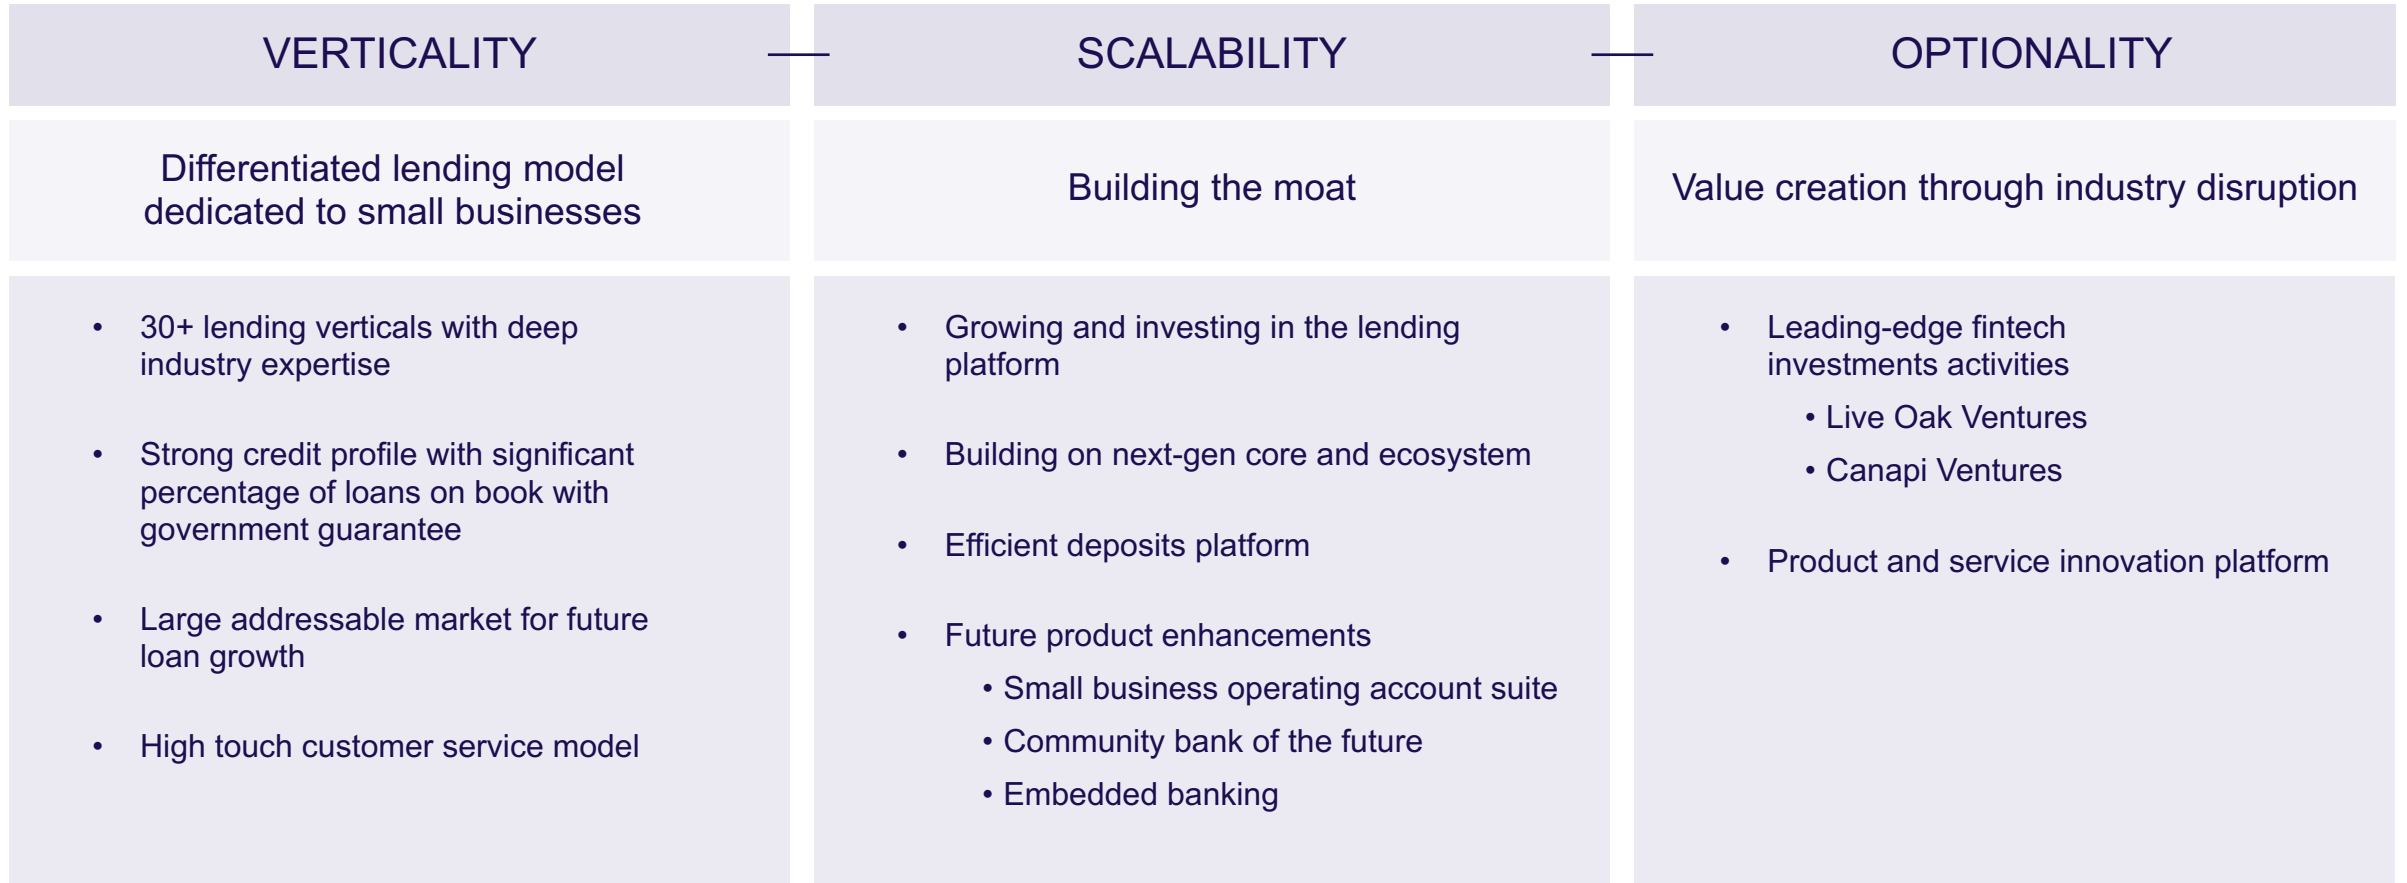 VERTICALITY
Differentiated lending model
dedicated to small businesses
• 30+ lending verticals with deep
industry expertise
• Strong credit profile with significant
percentage of loans on book with
government guarantee
• Large addressable market for future
loan growth
• High touch customer service model
SCALABILITY
Building the moat
• Growing and investing in the lending
platform
• Building on next-gen core and ecosystem
• Efficient deposits platform
• Future product enhancements
• Small business operating account suite
• Community bank of the future
• Embedded banking
OPTIONALITY
Value creation through industry disruption
• Leading-edge fintech
investments activities
• Live Oak Ventures
• Canapi Ventures
• Product and service innovation platform